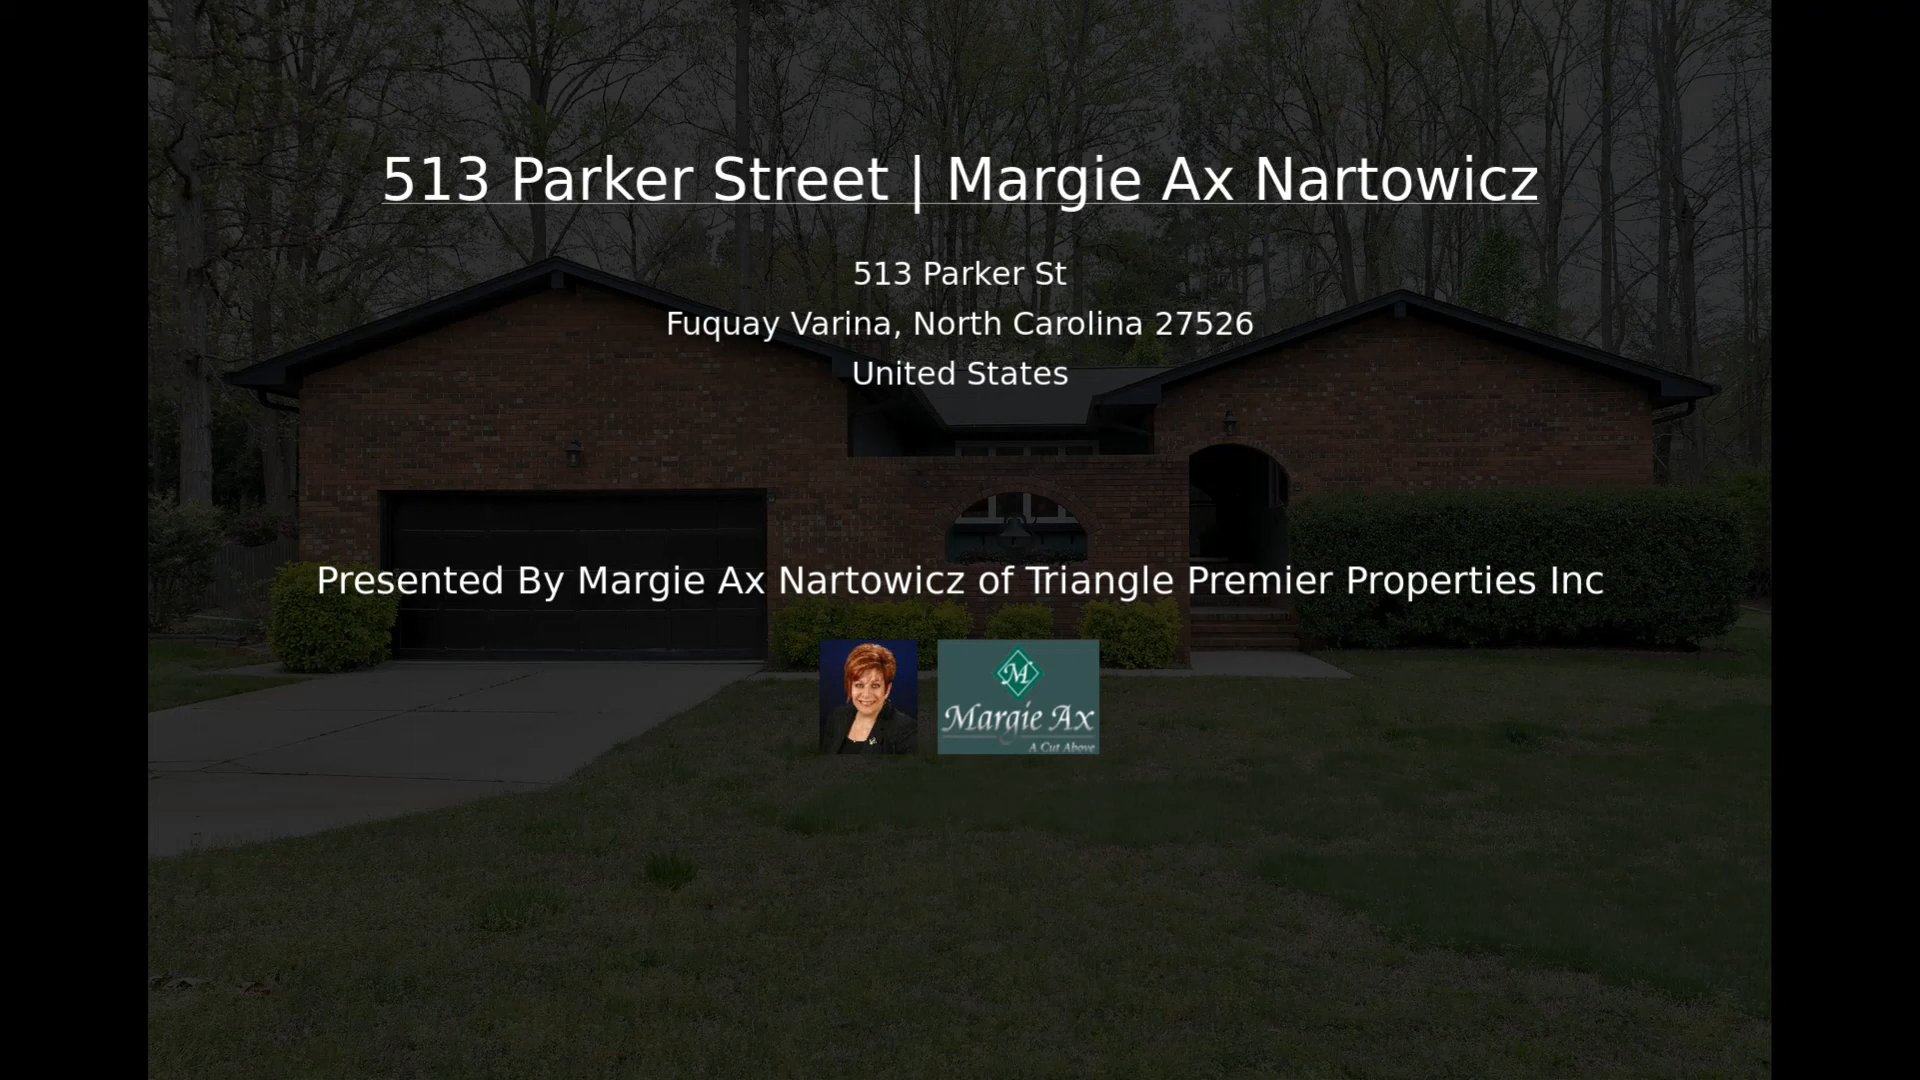 513 Parker Street | Margie Ax Nartowicz
513 Parker St
Fuquay Varina, North Carolina 27526
United States
Presented By Margie Ax Nartowicz of Triangle Premier Properties Inc
M
Margie Ax
A Cut Above